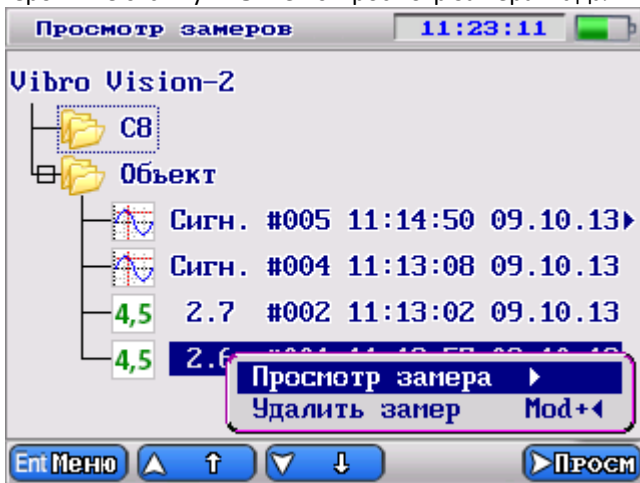 Просмотр замеров 11:23:11
Vibro Vision-2
C8
Объект
Сигн. #005 11:14:50 09.10.13
Сигн. #004 11:13:08 09.10.13
4,5 2.7 #002 11:13:02 09.10.13
4,5 2.6
Просмотр замера
Удалить замер Mod+
Ent Меню ↑ ↓ Просм